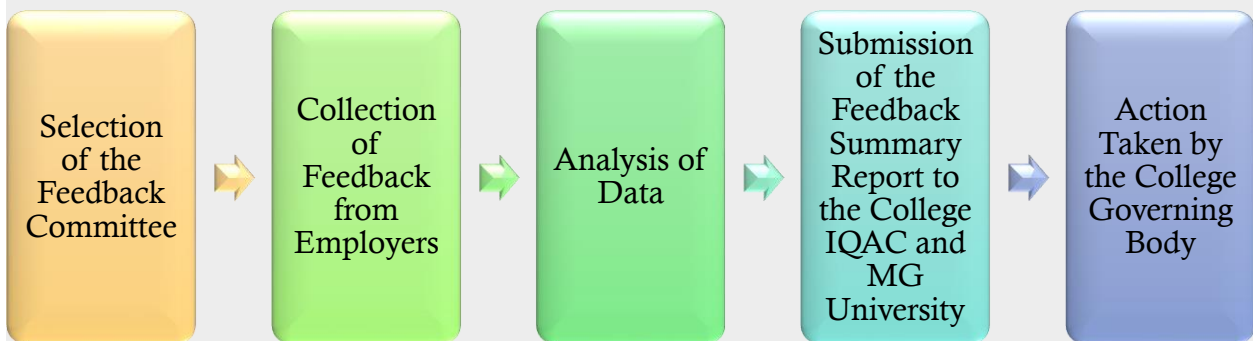 Selection
of the
Feedback
Committee
Collection
of
Feedback
from
Employers
Analysis of
Data
Submission
of the
Feedback
Summary
Report to
the College
IQAC and
MG
University
Action
Taken by
the College
Governing
Body